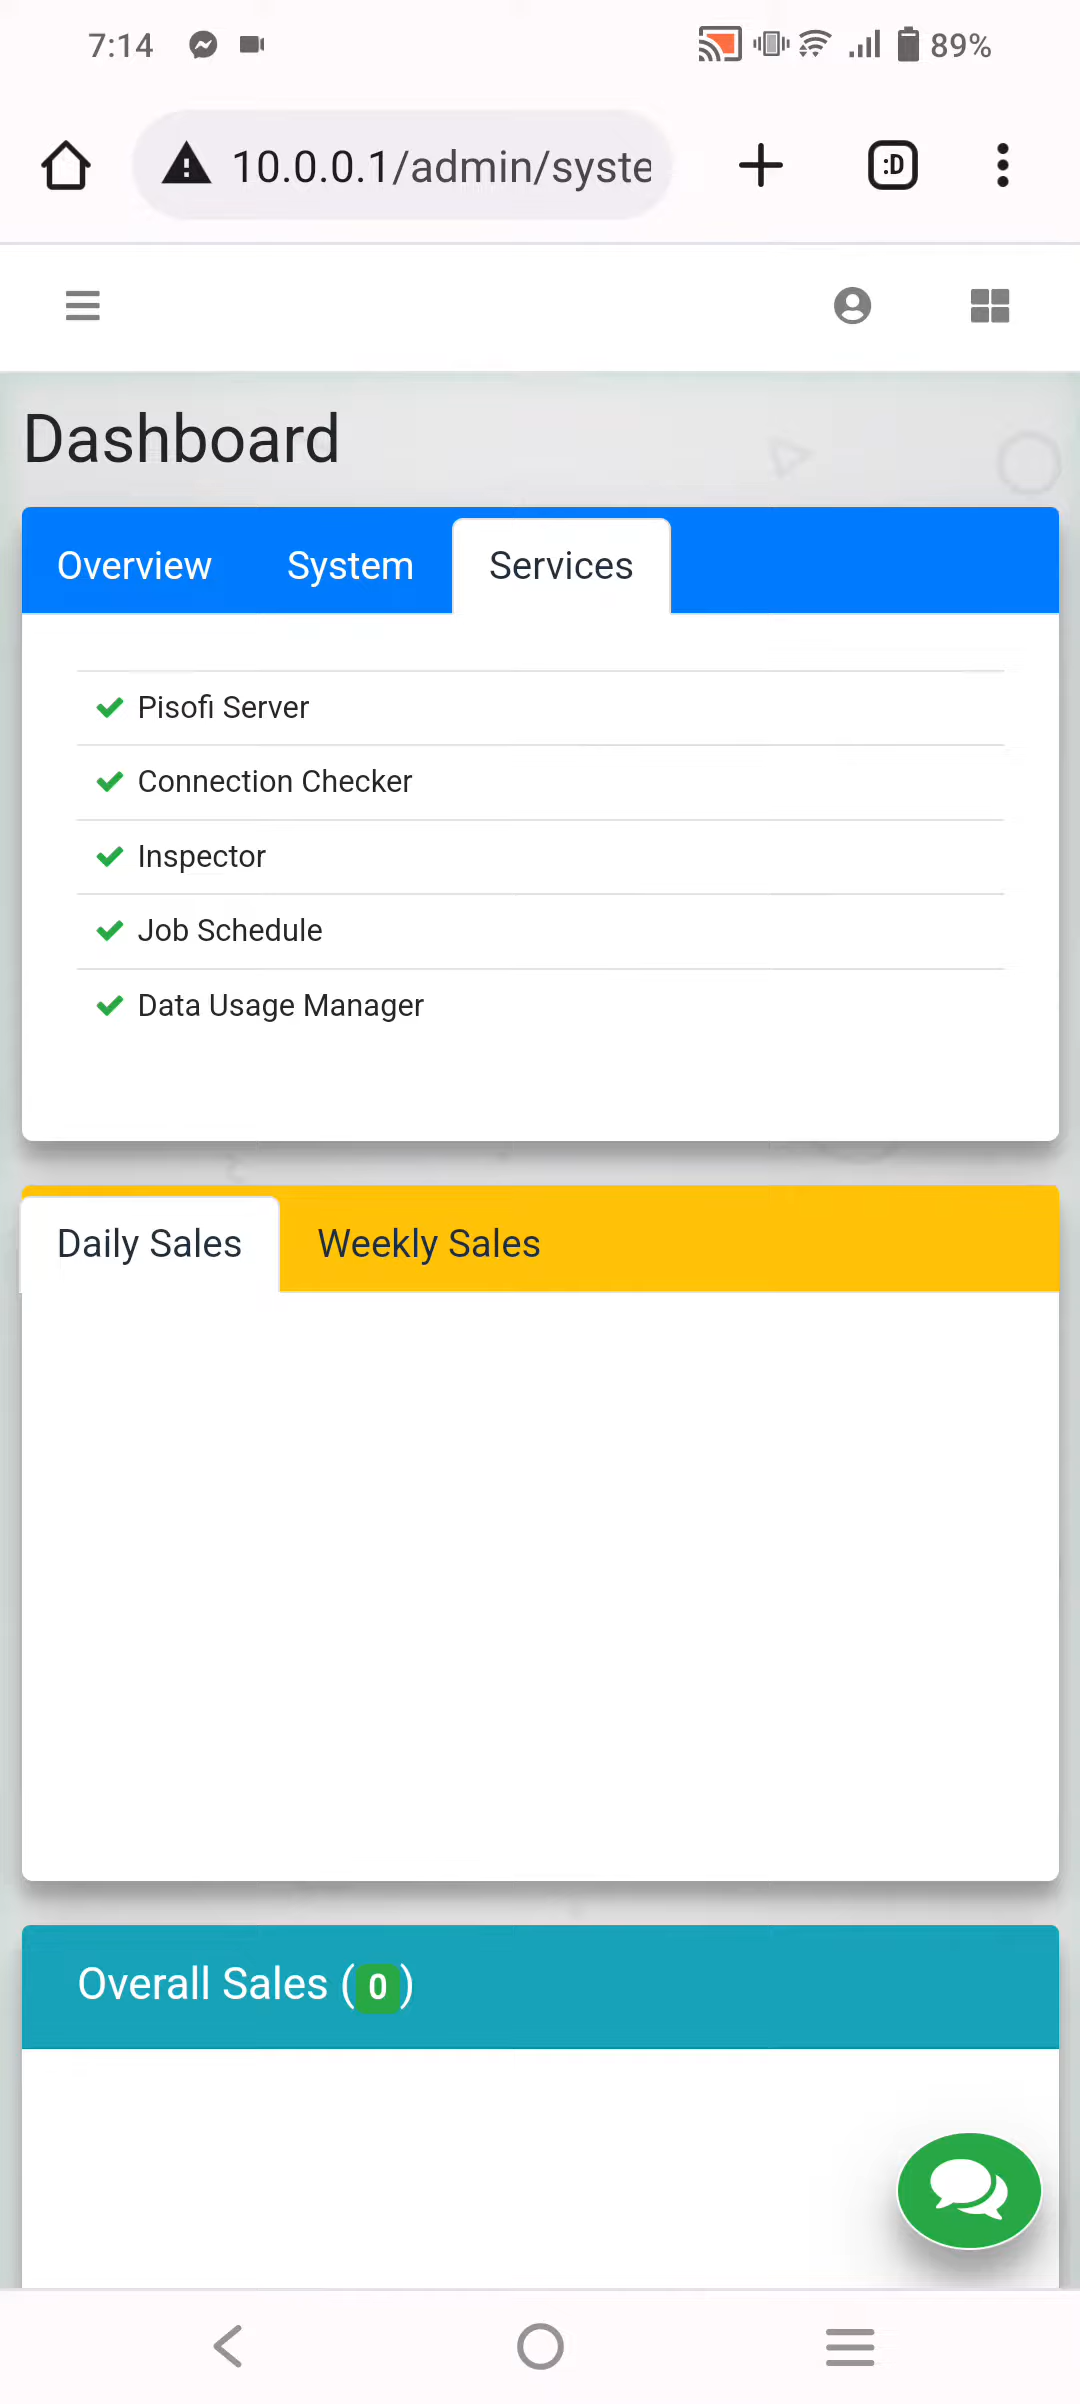 7:14
89%
10.0.0.1/admin/syste
:D
Dashboard
Overview
System
Services
Pisofi Server
Connection Checker
Inspector
Job Schedule
Data Usage Manager
Daily Sales
Weekly Sales
Overall Sales (0)